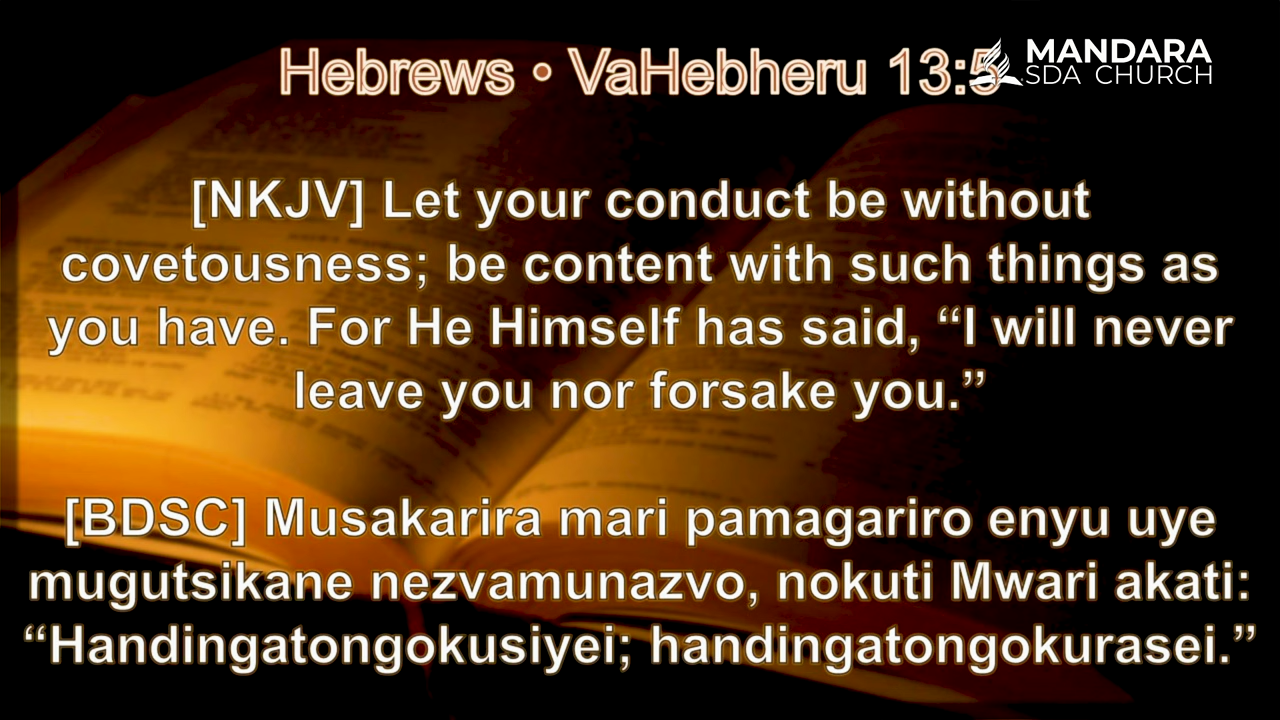 Hebrews • VaHebheru 13:5
MANDARA
SDA CHURCH
[NKJV] Let your conduct be without
covetousness; be content with such things as
you have. For He Himself has said, “I will never
leave you nor forsake you.”
[BDSC] Musakarira mari pamagariro enyu uye
mugutsikane nezvamunazvo, nokuti Mwari akati:
“Handingatongokusiyei; handingatongokurasei.”